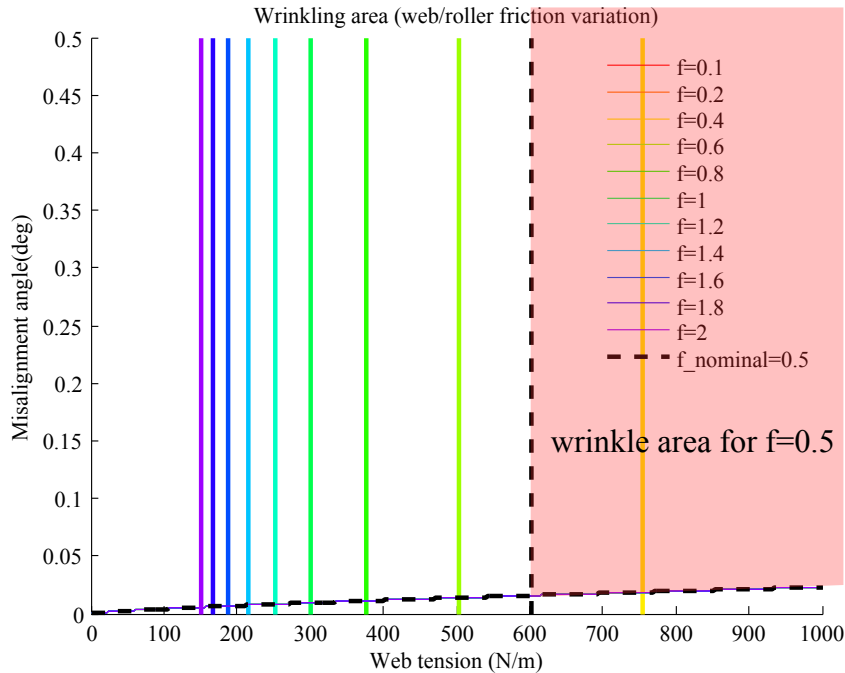 Wrinkling area (web/roller friction variation)
0.5
0.45
0.4
0.35
0.3
0.25
0.2
0.15
0.1
0.05
0
Misalignment angle(deg)
f=0.1
f=0.2
f=0.4
f=0.6
f=0.8
f=1
f=1.2
f=1.4
f=1.6
f=1.8
f=2
f_nominal=0.5
wrinkle area for f=0.5
0 100 200 300 400 500 600 700 800 900 1000
Web tension (N/m)